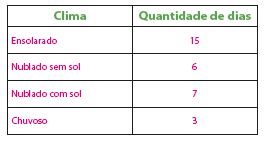 Clima Quantidade de dias
Ensolarado 15
Nublado sem sol 6
Nublado com sol 7
Chuvoso 3